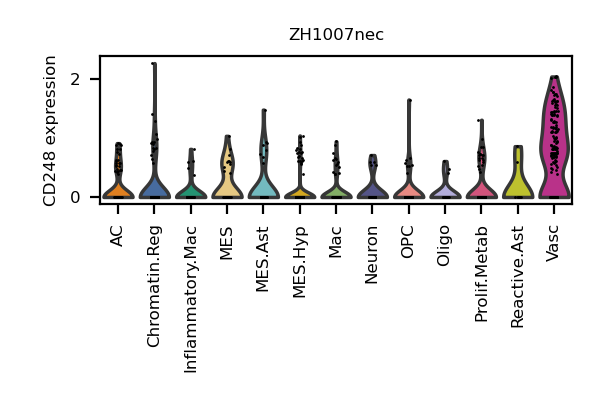 ZH1007nec
CD248 expression
2
0
AC
Chromatin.Reg
Inflammatory.Mac
MES
MES.Ast
MES.Hyp
Mac
Neuron
OPC
Oligo
Prolif.Metab
Reactive.Ast
Vasc